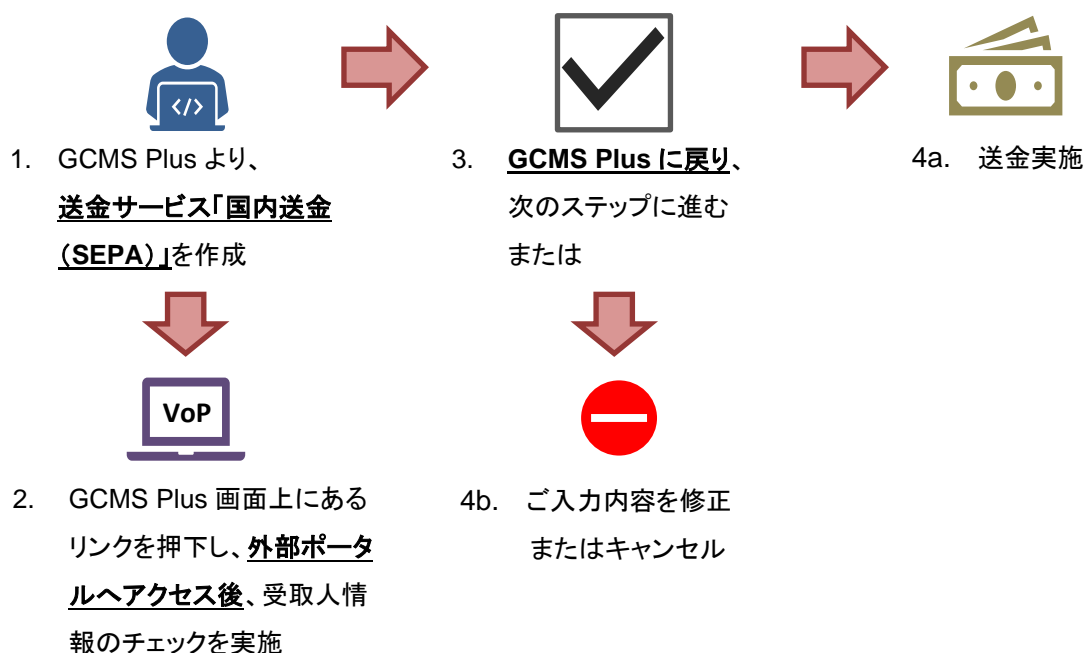 </>
1. GCMS Plus より、
送金サービス「国内送金
（SEPA）」を作成
VoP
2. GCMS Plus 画面上にある
リンクを押下し、外部ポータ
ルへアクセス後、受取人情
報のチェックを実施
3. GCMS Plus に戻り、
次のステップに進む
または
4a. 送金実施
4b. ご入力内容を修正
またはキャンセル